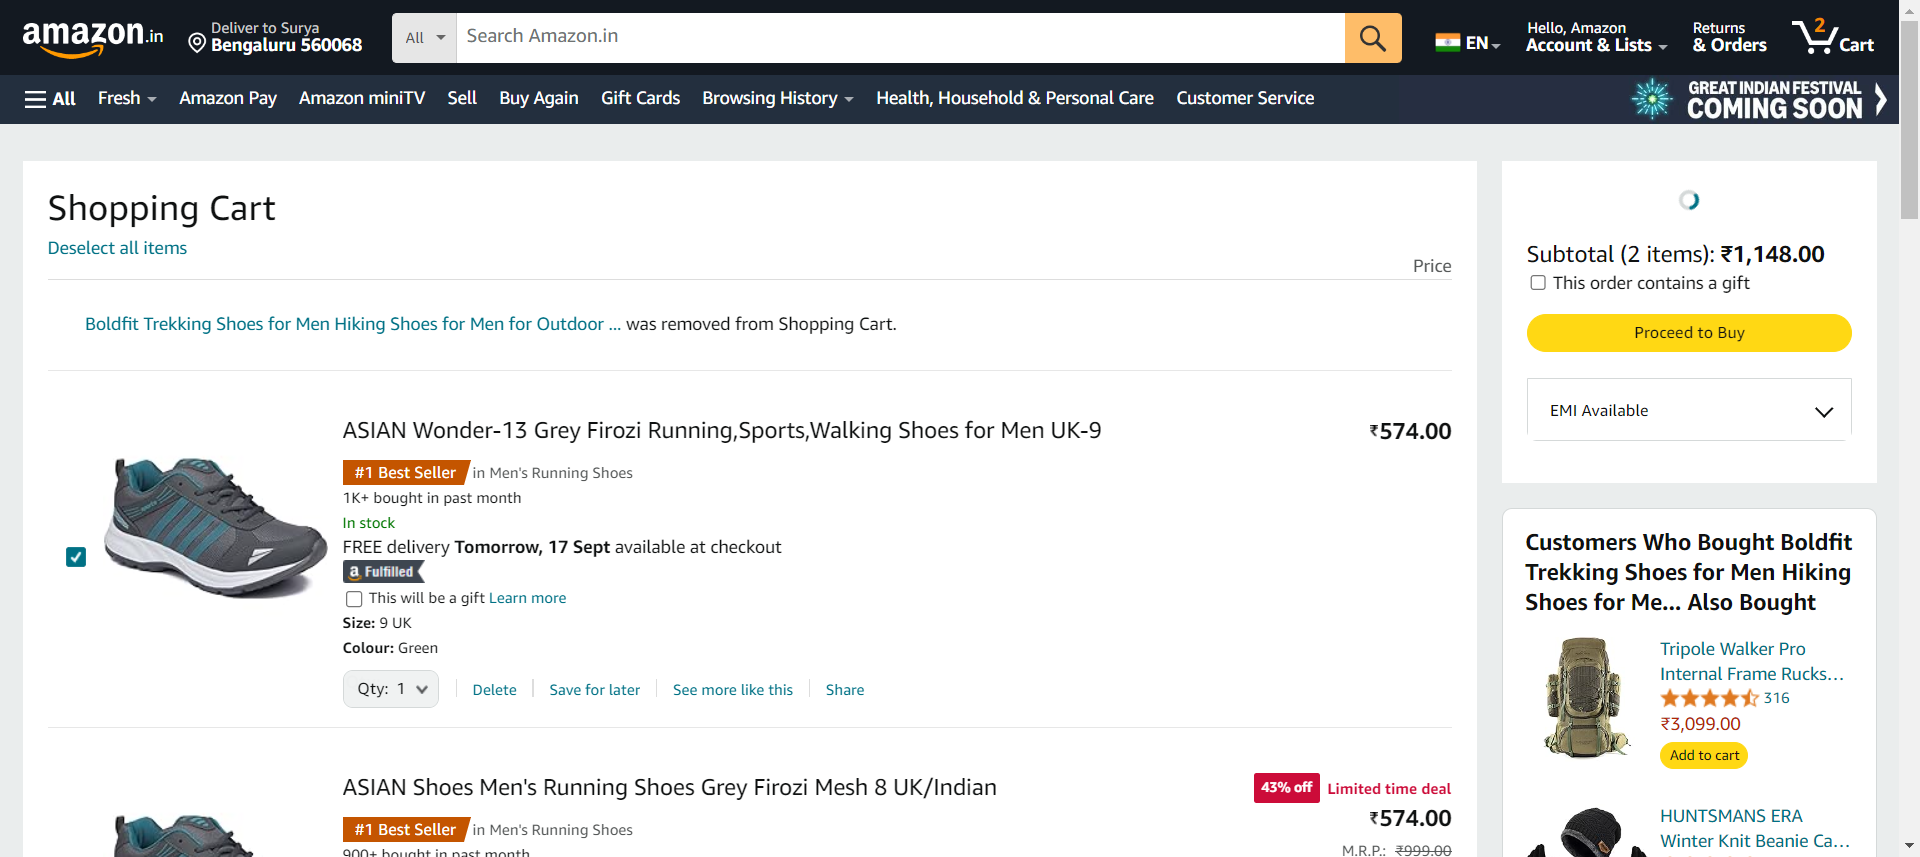 amazon.in
Deliver to Surya
Bengaluru 560068
All
Search Amazon.in
EN
Hello, Amazon
Account & Lists
Returns
& Orders
2
Cart
All
Fresh
Amazon Pay
Amazon miniTV
Sell
Buy Again
Gift Cards
Browsing History
Health, Household & Personal Care
Customer Service
GREAT INDIAN FESTIVAL
COMING SOON
Shopping Cart
Deselect all items
Price
Boldfit Trekking Shoes for Men Hiking Shoes for Men for Outdoor ... was removed from Shopping Cart.
ASIAN Wonder-13 Grey Firozi Running,Sports,Walking Shoes for Men UK-9
₹574.00
#1 Best Seller in Men's Running Shoes
1K+ bought in past month
In stock
FREE delivery Tomorrow, 17 Sept available at checkout
a Fulfilled
This will be a gift Learn more
Size: 9 UK
Colour: Green
Qty: 1
Delete
Save for later
See more like this
Share
ASIAN Shoes Men's Running Shoes Grey Firozi Mesh 8 UK/Indian
43% off Limited time deal
₹574.00
#1 Best Seller in Men's Running Shoes
M.R.P.: ₹999.00
900+ bought in past month
Subtotal (2 items): ₹1,148.00
This order contains a gift
Proceed to Buy
EMI Available
Customers Who Bought Boldfit
Trekking Shoes for Men Hiking
Shoes for Me... Also Bought
Tripole Walker Pro
Internal Frame Rucks...
316
₹3,099.00
Add to cart
HUNTSMANS ERA
Winter Knit Beanie Ca...